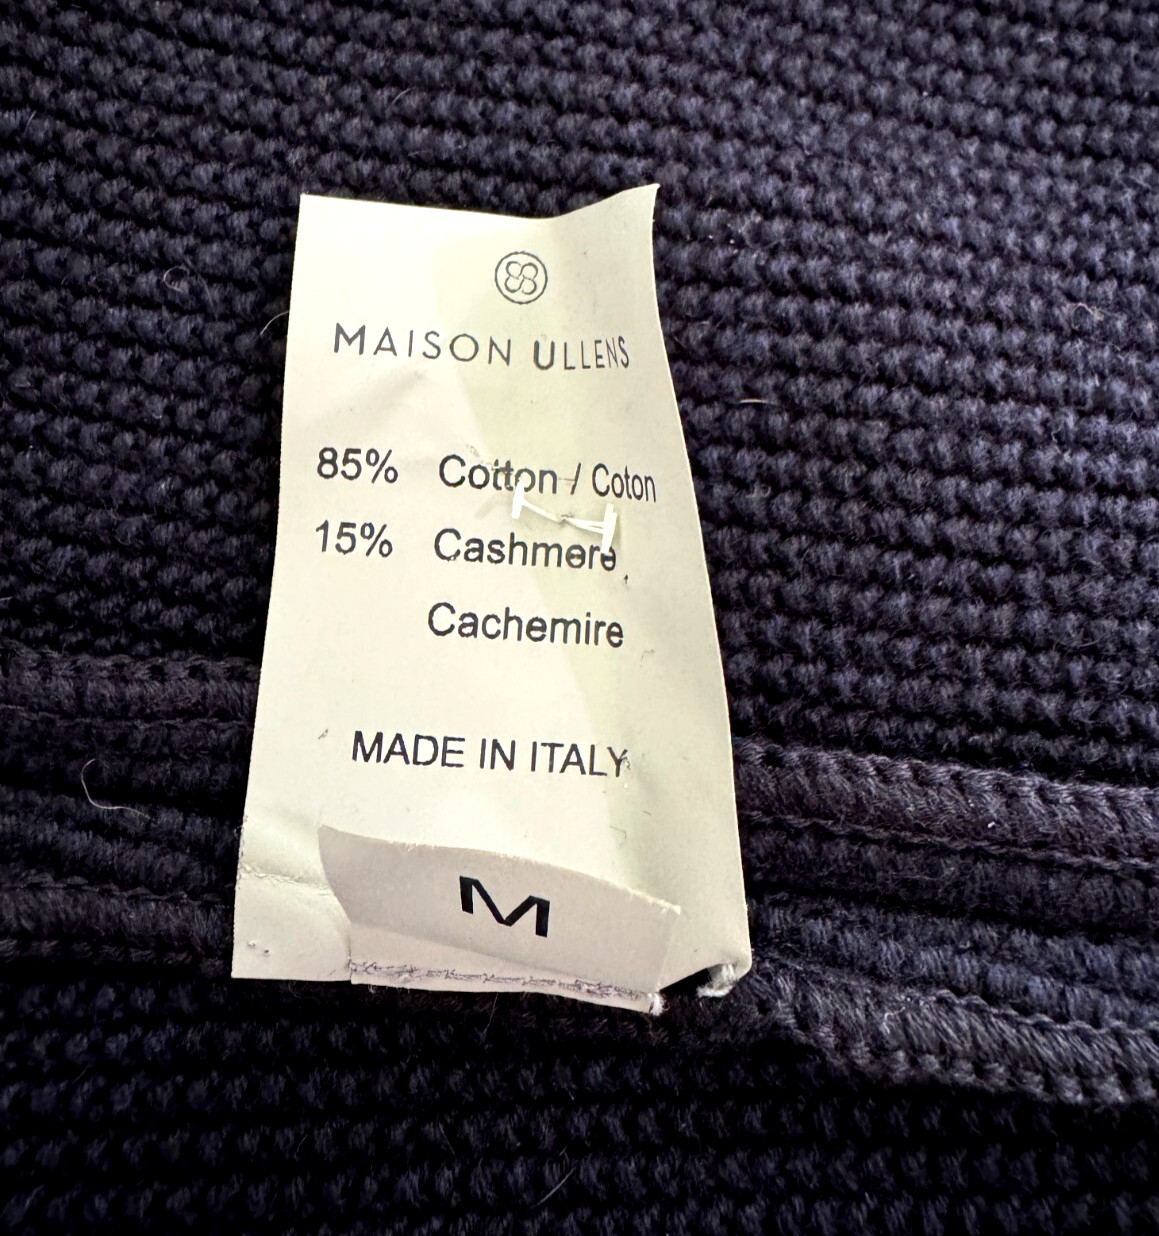 MAISON ULLENS
85% Cotton / Coton
15% Cashmere
Cachemire
MADE IN ITALY
M